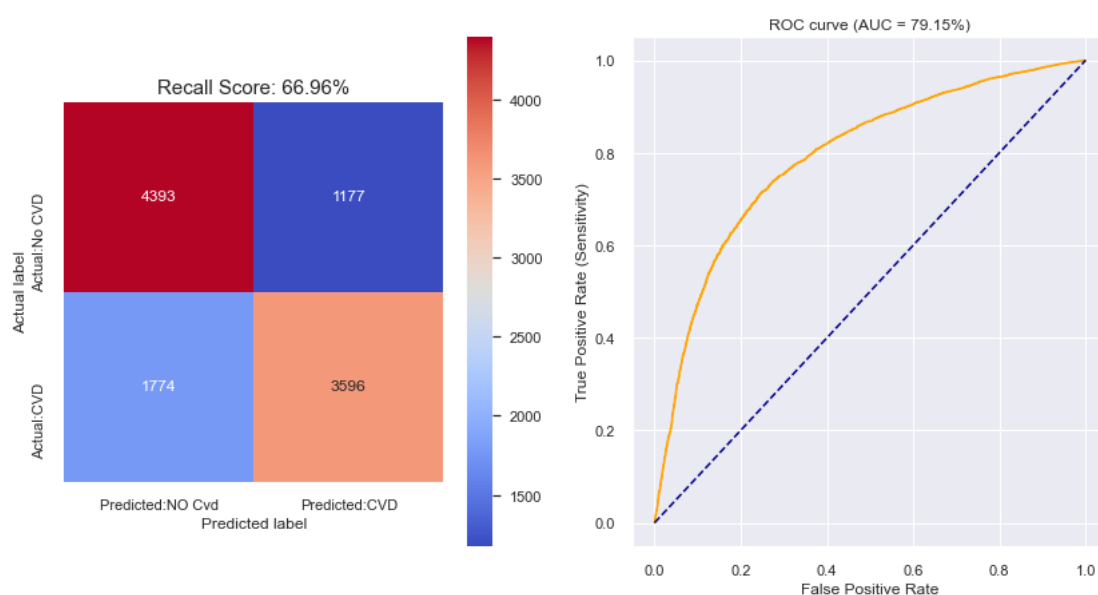 Recall Score: 66.96%
Actual label
Actual:No CVD
Actual:CVD
4393
1177
1774
3596
Predicted:NO Cvd
Predicted:CVD
Predicted label
4000
3500
3000
2500
2000
1500
ROC curve (AUC = 79.15%)
True Positive Rate (Sensitivity)
1.0
0.8
0.6
0.4
0.2
0.0
0.0
0.2
0.4
0.6
0.8
1.0
False Positive Rate